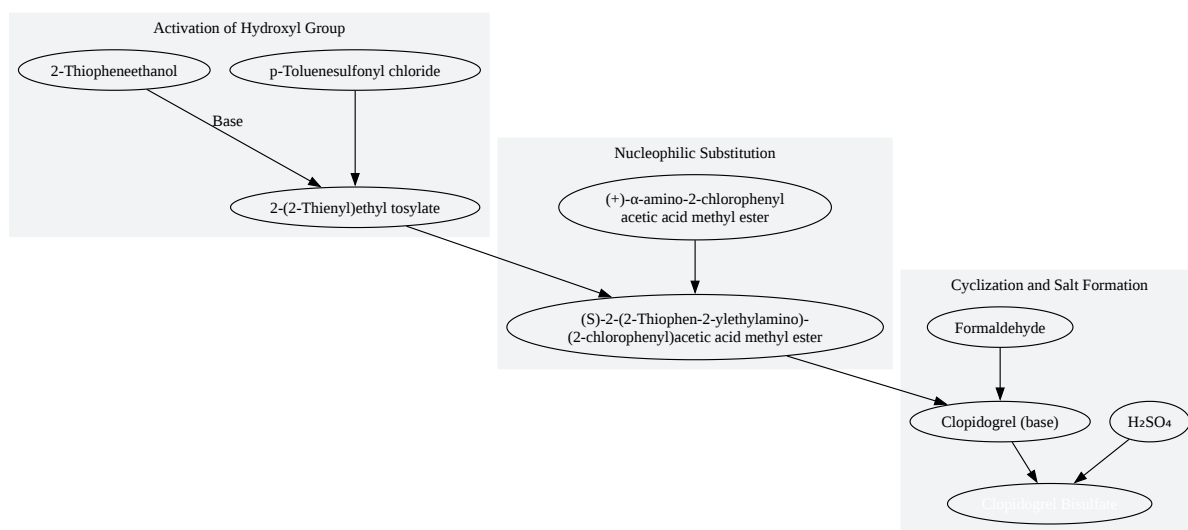 Activation of Hydroxyl Group
2-Thiopheneethanol
p-Toluenesulfonyl chloride
Base
2-(2-Thienyl)ethyl tosylate
Nucleophilic Substitution
(+)-α-amino-2-chlorophenyl
acetic acid methyl ester
(S)-2-(2-Thiophen-2-ylethylamino)-
(2-chlorophenyl)acetic acid methyl ester
Cyclization and Salt Formation
Formaldehyde
Clopidogrel (base)
H₂SO₄
Clopidogrel Bisulfate